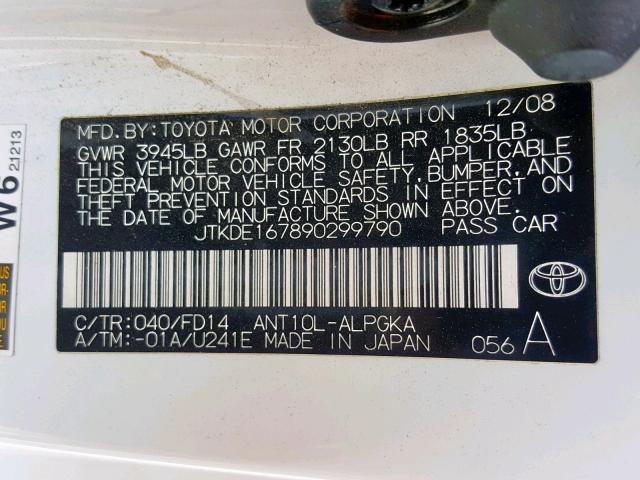 MFD.BY:TOYOTA MOTOR CORPORATION 12/08
GVWR 3945LB GAWR FR 2130LB RR 1835LB
THIS VEHICLE CONFORMS TO ALL APPLICABLE
FEDERAL MOTOR VEHICLE SAFETY,BUMPER,AND
THEFT PREVENTION STANDARDS IN EFFECT ON
THE DATE OF MANUFACTURE SHOWN ABOVE.
JTKDE167890299790 PASS CAR
C/TR:040/FD14 ANT10L-ALPGKA
A/TM:-01A/U241E MADE IN JAPAN 056 A
W6 21213